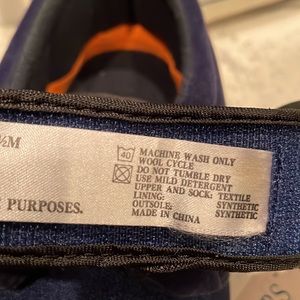 ½M
40
MACHINE WASH ONLY
WOOL CYCLE
DO NOT TUMBLE DRY
USE MILD DETERGENT
UPPER AND SOCK: TEXTILE
LINING: SYNTHETIC
OUTSOLE: SYNTHETIC
MADE IN CHINA
PURPOSES.